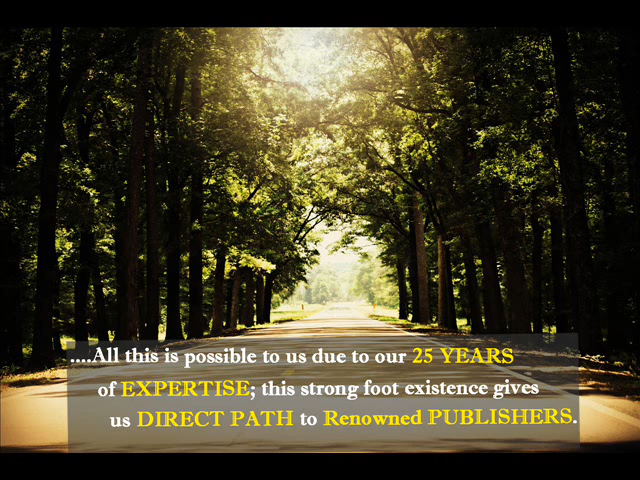 ....All this is possible to us due to our 25 YEARS
of EXPERTISE; this strong foot existence gives
us DIRECT PATH to Renowned PUBLISHERS.